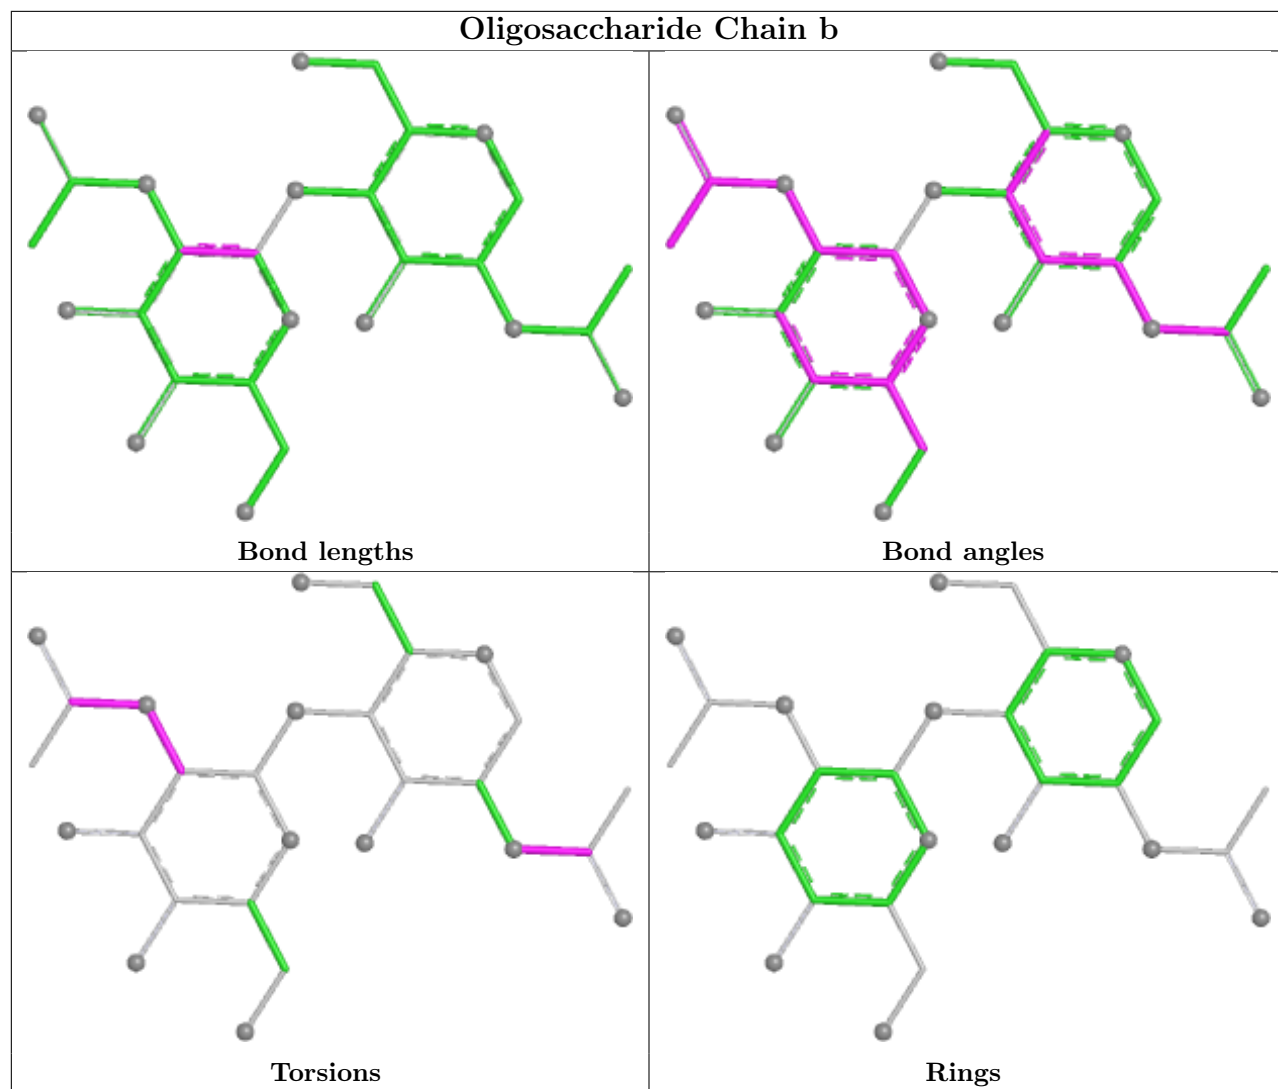 Oligosaccharide Chain b
Bond lengths
Bond angles
Torsions
Rings